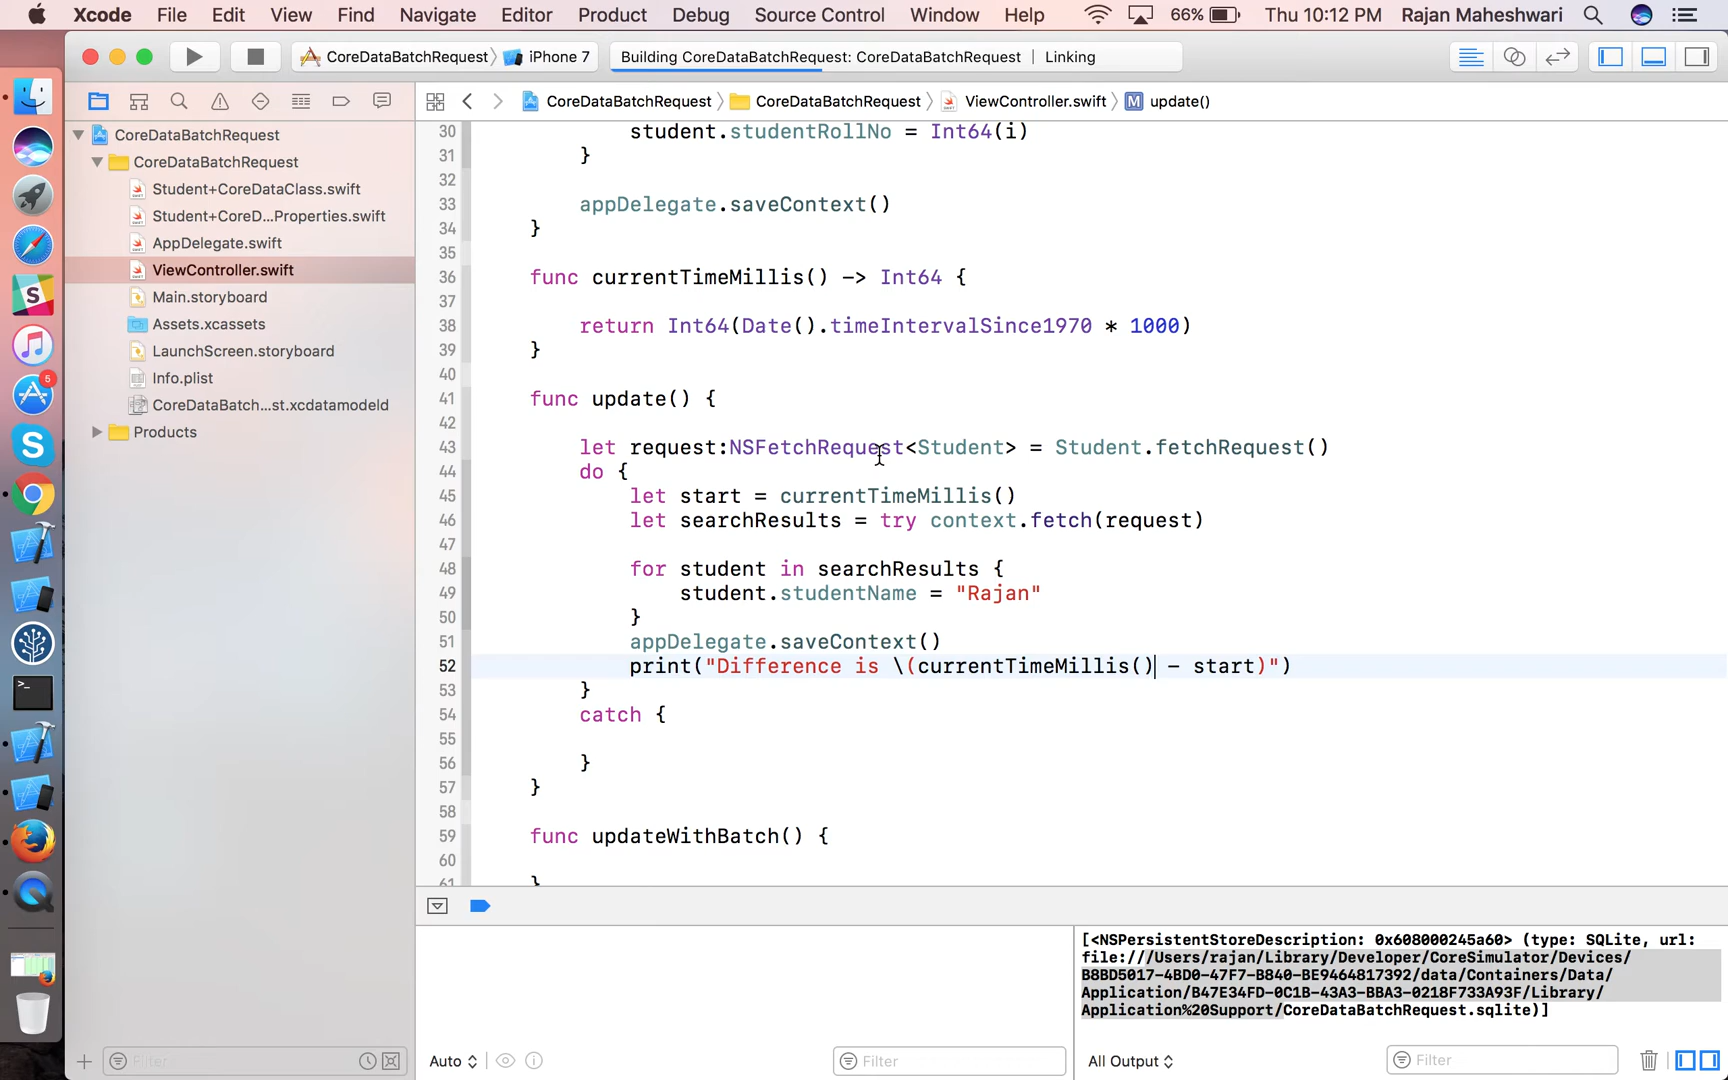 Xcode File Edit View Find Navigate Editor Product Debug Source Control Window Help 66% Thu 10:12 PM Rajan Maheshwari
CoreDataBatchRequest iPhone 7 Building CoreDataBatchRequest: CoreDataBatchRequest | Linking
CoreDataBatchRequest CoreDataBatchRequest ViewController.swift M update()
CoreDataBatchRequest
CoreDataBatchRequest
Student+CoreDataClass.swift
Student+CoreD...Properties.swift
AppDelegate.swift
ViewController.swift
Main.storyboard
Assets.xcassets
LaunchScreen.storyboard
Info.plist
CoreDataBatch...st.xcdatamodeld
Products
Filter
5
30 student.studentRollNo = Int64(i)
31 }
32
33 appDelegate.saveContext()
34 }
35
36 func currentTimeMillis() -> Int64 {
37
38 return Int64(Date().timeIntervalSince1970 * 1000)
39 }
40
41 func update() {
42
43 let request:NSFetchRequest<Student> = Student.fetchRequest()
44 do {
45 let start = currentTimeMillis()
46 let searchResults = try context.fetch(request)
47
48 for student in searchResults {
49 student.studentName = "Rajan"
50 }
51 appDelegate.saveContext()
52 print("Difference is \(currentTimeMillis() - start)")
53 }
54 catch {
55
56 }
57 }
58
59 func updateWithBatch() {
60
61 }
[<NSPersistentStoreDescription: 0x608000245a60> (type: SQLite, url:
file:///Users/rajan/Library/Developer/CoreSimulator/Devices/
B8BD5017-4BD0-47F7-B840-BE9464817392/data/Containers/Data/
Application/B47E34FD-0C1B-43A3-BBA3-0218F733A93F/Library/
Application%20Support/CoreDataBatchRequest.sqlite)]
Auto Filter All Output Filter